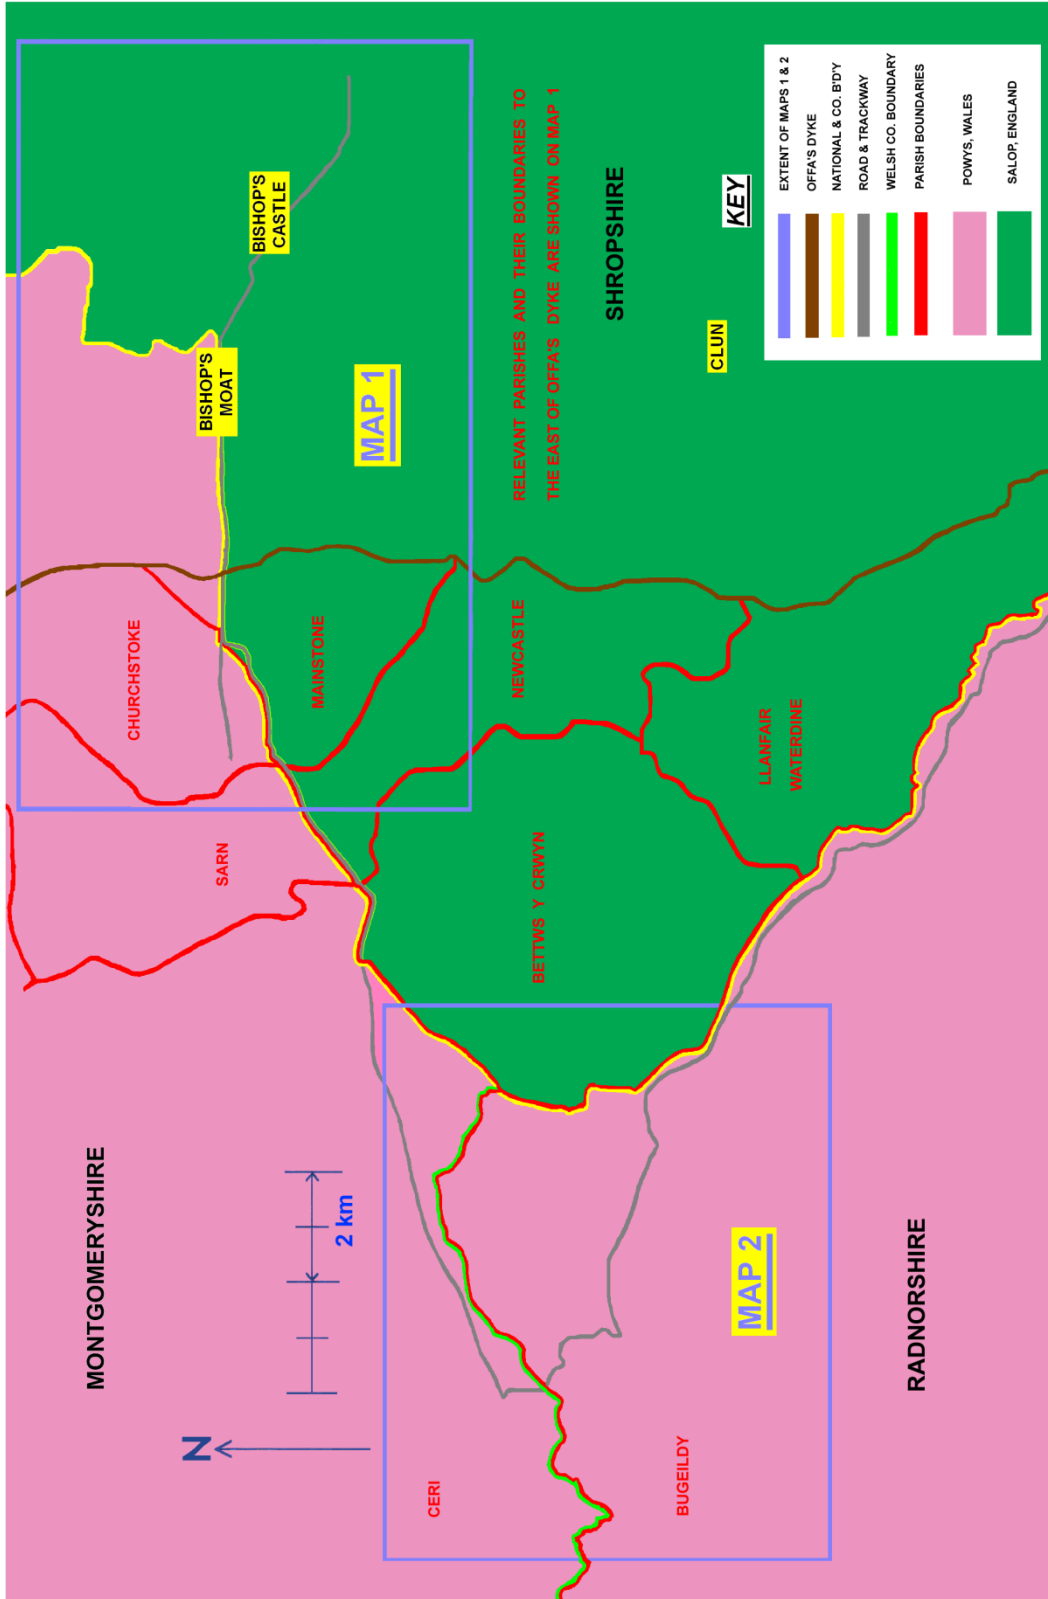 MONTGOMERYSHIRE
N
2 km
CERI
BUGEILDY
MAP 2
RADNORSHIRE
SARN
CHURCHSTOKE
MAINSTONE
BETTWS Y CRWYN
NEWCASTLE
LLANFAIR
WATERDINE
BISHOP'S
MOAT
BISHOP'S
CASTLE
MAP 1
RELEVANT PARISHES AND THEIR BOUNDARIES TO
THE EAST OF OFFA'S DYKE ARE SHOWN ON MAP 1
SHROPSHIRE
CLUN
KEY
EXTENT OF MAPS 1 & 2
OFFA'S DYKE
NATIONAL & CO. B'D'Y
ROAD & TRACKWAY
WELSH CO. BOUNDARY
PARISH BOUNDARIES
POWYS, WALES
SALOP, ENGLAND